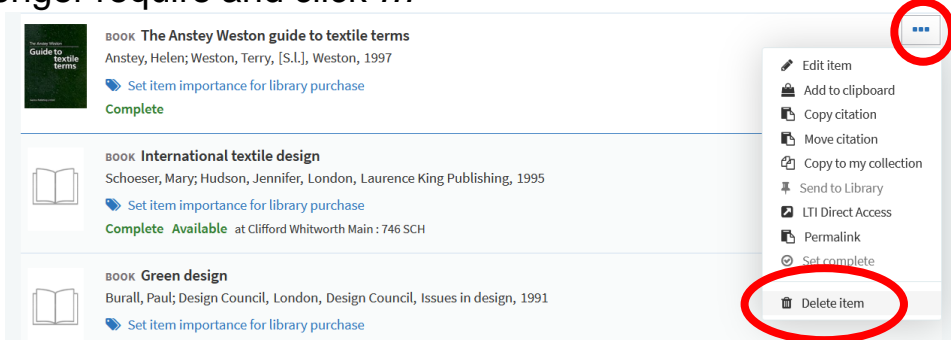 onger require and click ...
BOOK The Anstey Weston guide to textile terms
Anstey, Helen; Weston, Terry, [S.l.], Weston, 1997
Set item importance for library purchase
Complete
The Anstey Weston
Guide to
textile
terms
BOOK International textile design
Schoeser, Mary; Hudson, Jennifer, London, Laurence King Publishing, 1995
Set item importance for library purchase
Complete Available at Clifford Whitworth Main : 746 SCH
BOOK Green design
Burall, Paul; Design Council, London, Design Council, Issues in design, 1991
Set item importance for library purchase
Edit item
Add to clipboard
Copy citation
Move citation
Copy to my collection
Send to Library
LTI Direct Access
Permalink
Set complete
Delete item